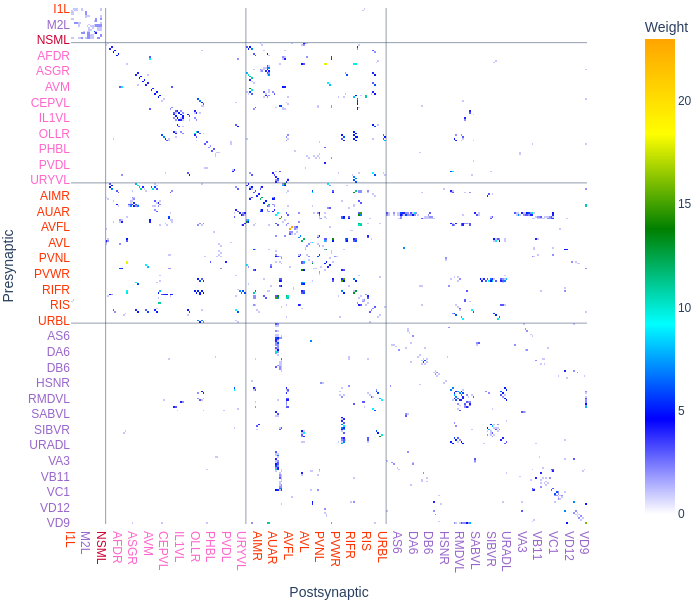 Weight
I1L
M2L
NSML
AFDR
ASGR
AVM
CEPVL
IL1VL
OLLR
PHBL
PVDL
URYVL
AIMR
AUAR
AVFL
AVL
PVNL
PVWR
RIFR
RIS
URBL
AS6
DA6
DB6
HSNR
RMDVL
SABVL
SIBVR
URADL
VA3
VB11
VC1
VD12
VD9
Presynaptic
20
15
10
5
0
I1L
M2L
NSML
AFDR
ASGR
AVM
CEPVL
IL1VL
OLLR
PHBL
PVDL
URYVL
AIMR
AUAR
AVFL
AVL
PVNL
PVWR
RIFR
RIS
URBL
AS6
DA6
DB6
HSNR
RMDVL
SABVL
SIBVR
URADL
VA3
VB11
VC1
VD12
VD9
Postsynaptic